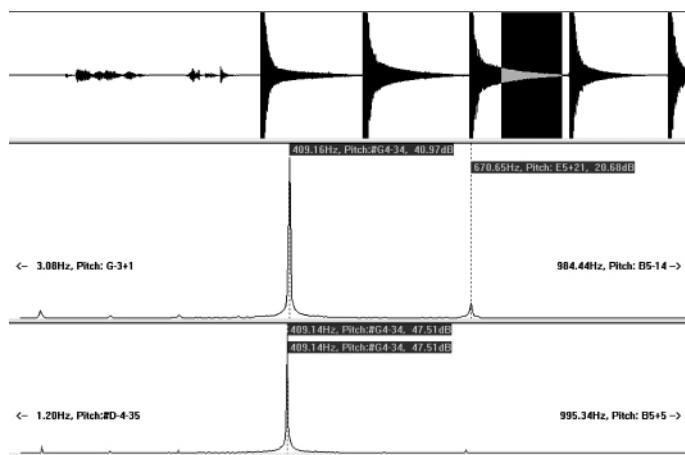 409.16Hz, Pitch:#G4-34, 40.97dB
670.65Hz, Pitch: E5+21, 20.68dB
<- 3.08Hz, Pitch: G-3+1
984.44Hz, Pitch: B5-14 ->
409.14Hz, Pitch:#G4-34, 47.51dB
409.14Hz, Pitch:#G4-34, 47.51dB
<- 1.20Hz, Pitch:#D-4-35
995.34Hz, Pitch: B5+5 ->